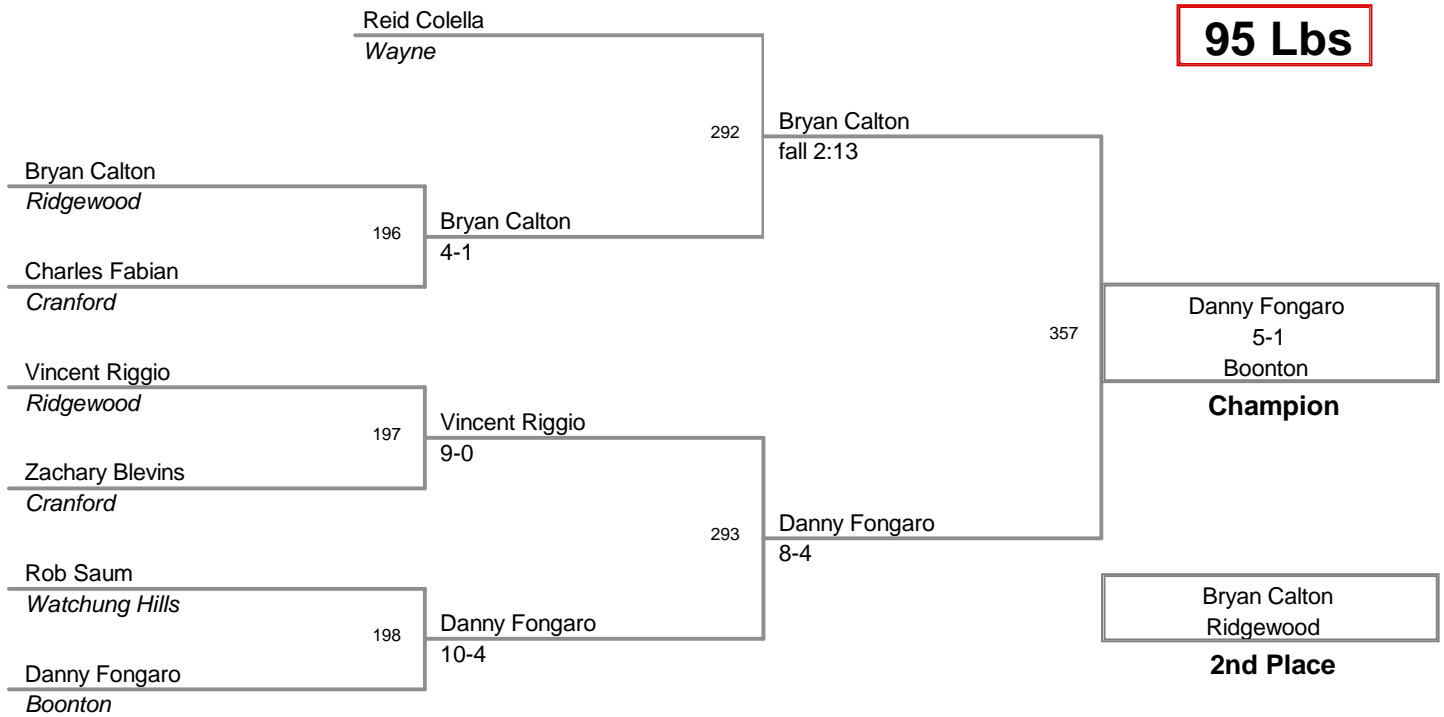 Reid Colella
Wayne
95 Lbs
292
Bryan Calton
fall 2:13
Bryan Calton
Ridgewood
196
Bryan Calton
4-1
Charles Fabian
Cranford
357
Danny Fongaro
5-1
Boonton
Champion
Vincent Riggio
Ridgewood
197
Vincent Riggio
9-0
Zachary Blevins
Cranford
293
Danny Fongaro
8-4
Rob Saum
Watchung Hills
198
Danny Fongaro
10-4
Danny Fongaro
Boonton
Bryan Calton
Ridgewood
2nd Place